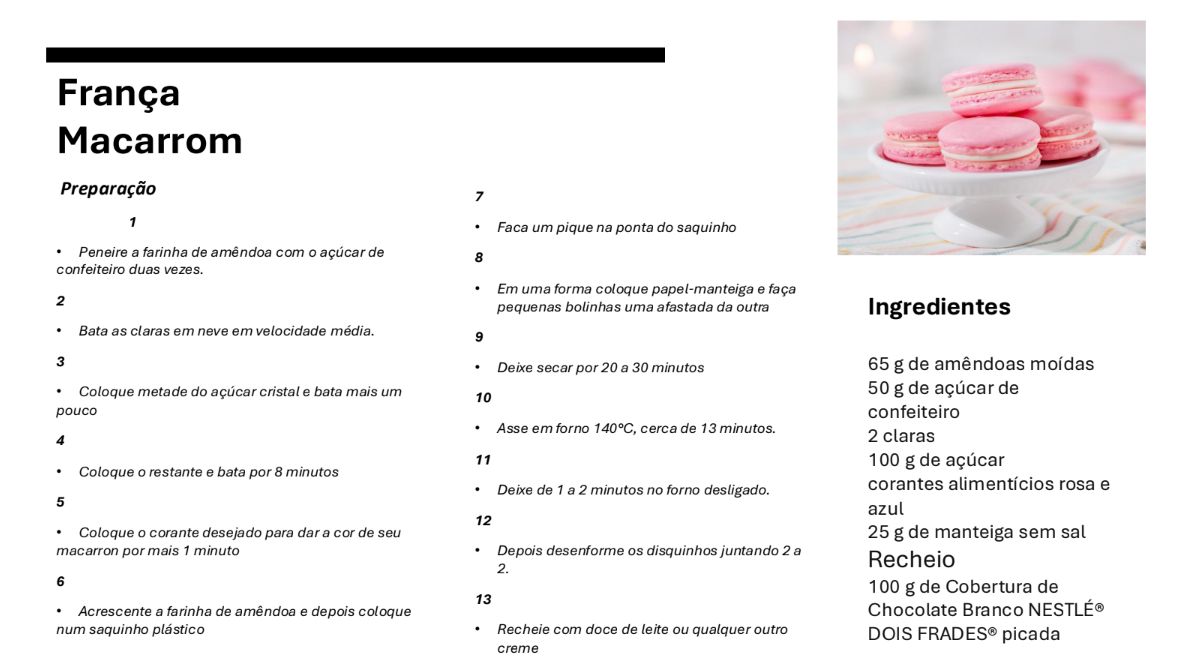 França
Macarrom
Preparação
1
• Peneire a farinha de amêndoa com o açúcar de
confeiteiro duas vezes.
2
• Bata as claras em neve em velocidade média.
3
• Coloque metade do açúcar cristal e bata mais um
pouco
4
• Coloque o restante e bata por 8 minutos
5
• Coloque o corante desejado para dar a cor de seu
macarron por mais 1 minuto
6
• Acrescente a farinha de amêndoa e depois coloque
num saquinho plástico
7
• Faca um pique na ponta do saquinho
8
• Em uma forma coloque papel-manteiga e faça
pequenas bolinhas uma afastada da outra
9
• Deixe secar por 20 a 30 minutos
10
• Asse em forno 140°C, cerca de 13 minutos.
11
• Deixe de 1 a 2 minutos no forno desligado.
12
• Depois desenforme os disquinhos juntando 2 a
2.
13
• Recheie com doce de leite ou qualquer outro
creme
Ingredientes
65 g de amêndoas moídas
50 g de açúcar de
confeiteiro
2 claras
100 g de açúcar
corantes alimentícios rosa e
azul
25 g de manteiga sem sal
Recheio
100 g de Cobertura de
Chocolate Branco NESTLÉ®
DOIS FRADES® picada